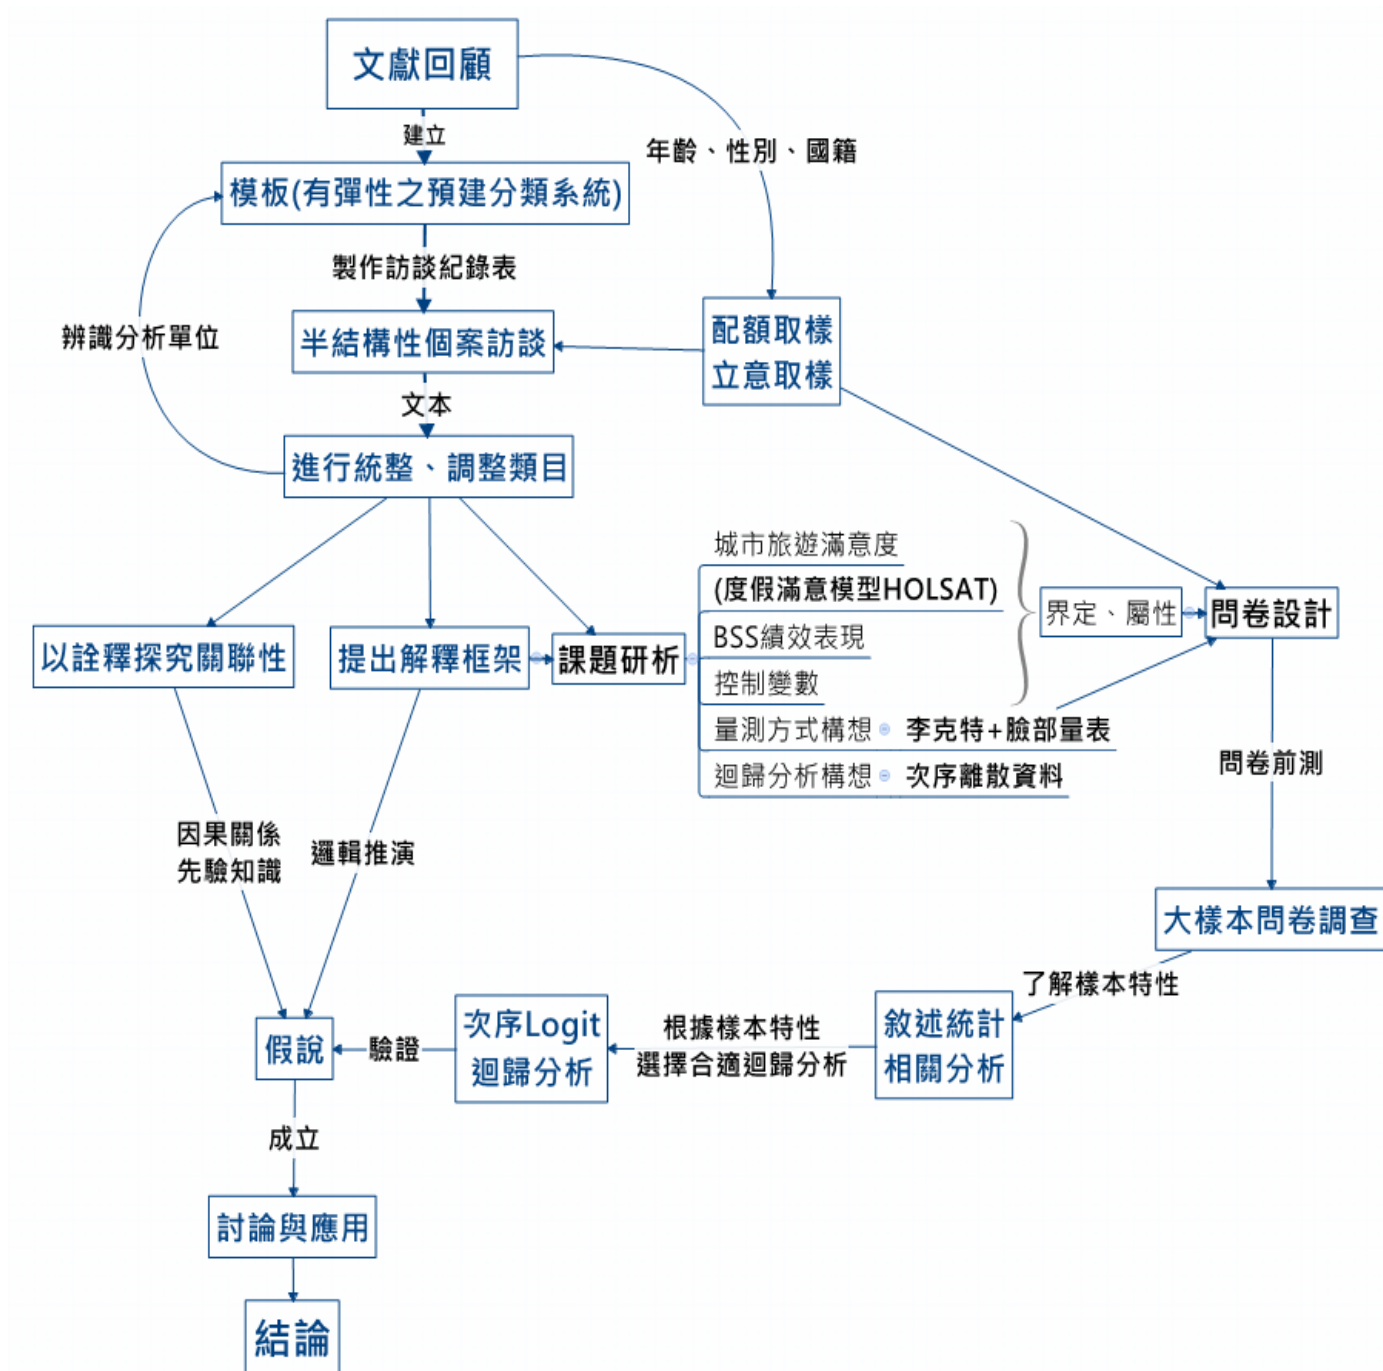 文獻回顧
建立
年齡、性別、國籍
模板(有彈性之預建分類系統)
製作訪談紀錄表
辨識分析單位
半結構性個案訪談
配額取樣
立意取樣
文本
進行統整、調整類目
城市旅遊滿意度
(度假滿意模型HOLSAT)
BSS績效表現
控制變數
量測方式構想
李克特+臉部量表
迴歸分析構想
次序離散資料
界定、屬性
問卷設計
以詮釋探究關聯性
提出解釋框架
課題研析
問卷前測
因果關係
先驗知識
邏輯推演
大樣本問卷調查
了解樣本特性
敘述統計
相關分析
根據樣本特性
選擇合適迴歸分析
次序Logit
迴歸分析
驗證
假說
成立
討論與應用
結論